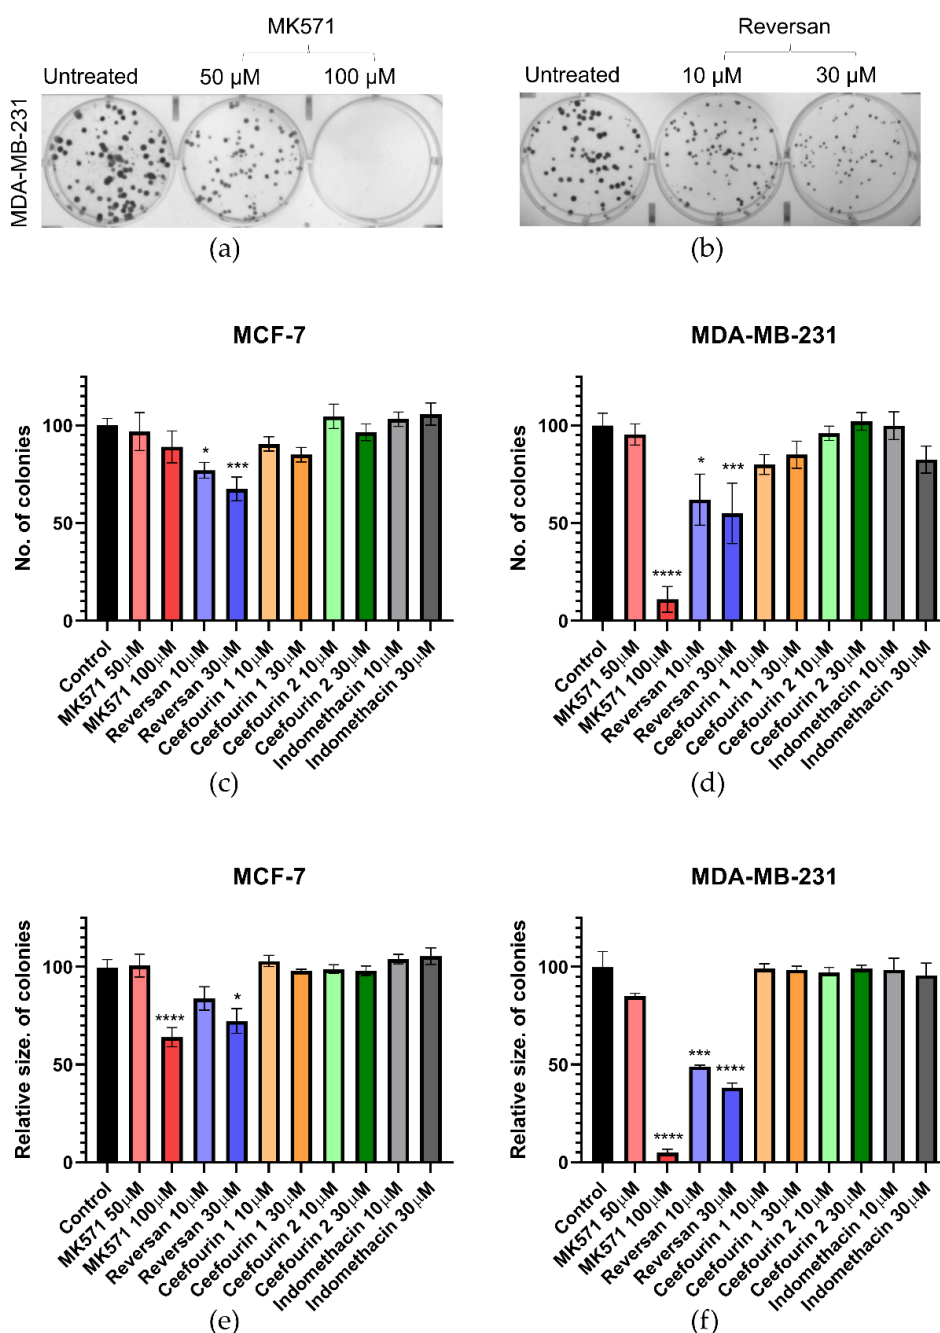 MK571
Reversan
Untreated
50 µM
100 µM
Untreated
10 µM
30 µM
MDA-MB-231
(a)
(b)
MCF-7
No. of colonies
100
50
0
*
***
Control
MK571 50µM
MK571 100µM
Reversan 10µM
Reversan 30µM
Ceefourin 1 10µM
Ceefourin 1 30µM
Ceefourin 2 10µM
Ceefourin 2 30µM
Indomethacin 10µM
Indomethacin 30µM
(c)
MDA-MB-231
No. of colonies
100
50
0
****
*
***
Control
MK571 50µM
MK571 100µM
Reversan 10µM
Reversan 30µM
Ceefourin 1 10µM
Ceefourin 1 30µM
Ceefourin 2 10µM
Ceefourin 2 30µM
Indomethacin 10µM
Indomethacin 30µM
(d)
MCF-7
Relative size. of colonies
100
50
0
****
*
Control
MK571 50µM
MK571 100µM
Reversan 10µM
Reversan 30µM
Ceefourin 1 10µM
Ceefourin 1 30µM
Ceefourin 2 10µM
Ceefourin 2 30µM
Indomethacin 10µM
Indomethacin 30µM
(e)
MDA-MB-231
Relative size. of colonies
100
50
0
****
***
****
Control
MK571 50µM
MK571 100µM
Reversan 10µM
Reversan 30µM
Ceefourin 1 10µM
Ceefourin 1 30µM
Ceefourin 2 10µM
Ceefourin 2 30µM
Indomethacin 10µM
Indomethacin 30µM
(f)